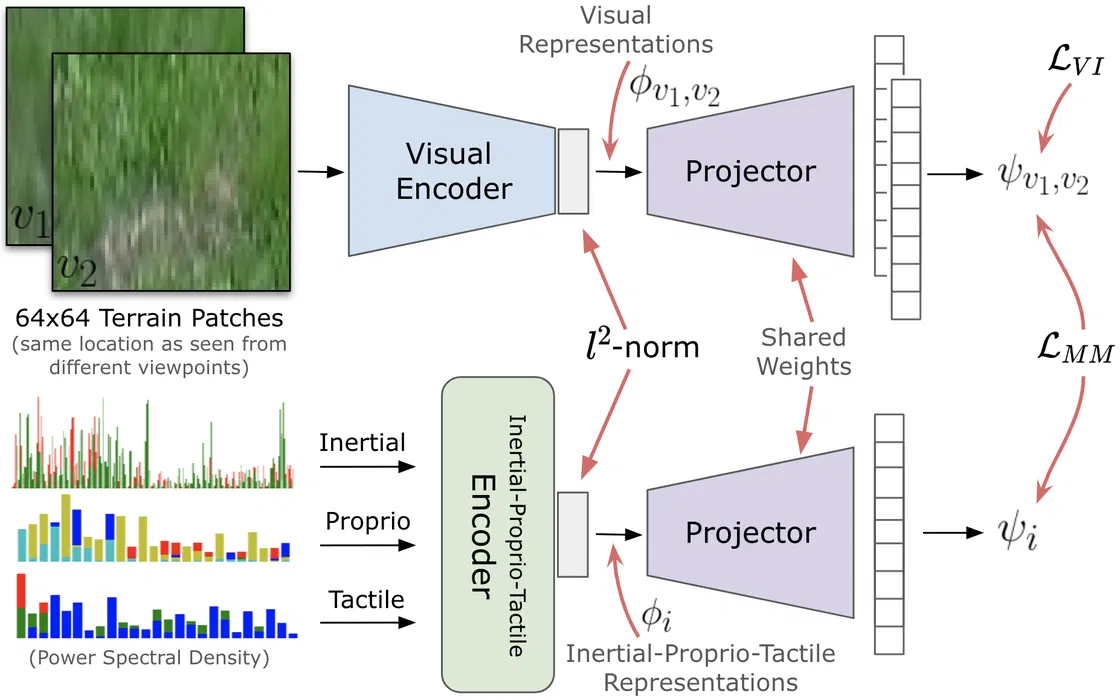 v₁
v₂
64x64 Terrain Patches
(same location as seen from
different viewpoints)
Visual
Encoder
Visual
Representations
ϕv₁,v₂
Projector
ψv₁,v₂
ℒVI
l²-norm
Shared
Weights
ℒMM
Inertial
Proprio
Tactile
(Power Spectral Density)
Inertial-Proprio-Tactile
Encoder
ϕi
Inertial-Proprio-Tactile
Representations
Projector
ψi